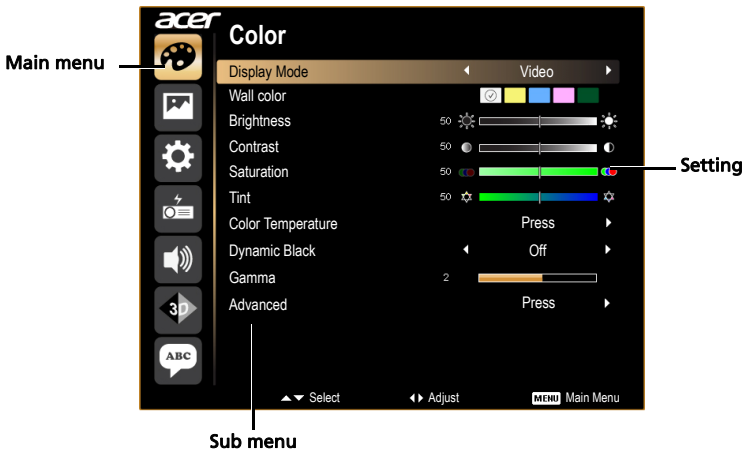 acer
Color
Main menu
Display Mode Video
Wall color
Brightness 50
Contrast 50
Saturation 50
Setting
Tint 50
Color Temperature Press
Dynamic Black Off
Gamma 2
3D
Advanced Press
ABC
Select Adjust MENU Main Menu
Sub menu